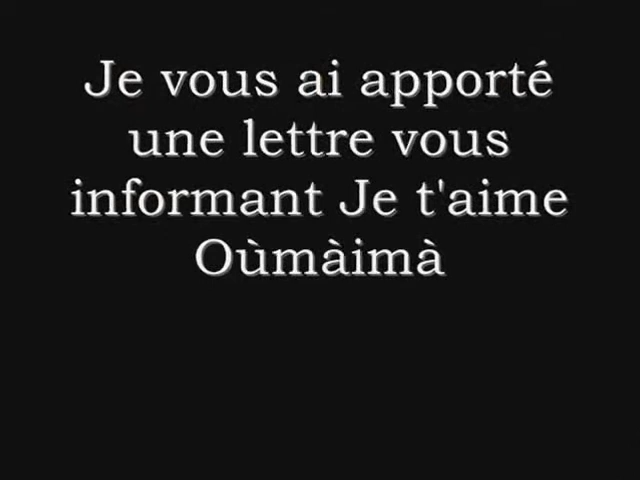 Je vous ai apporté
une lettre vous
informant Je t'aime
Oùmàimà